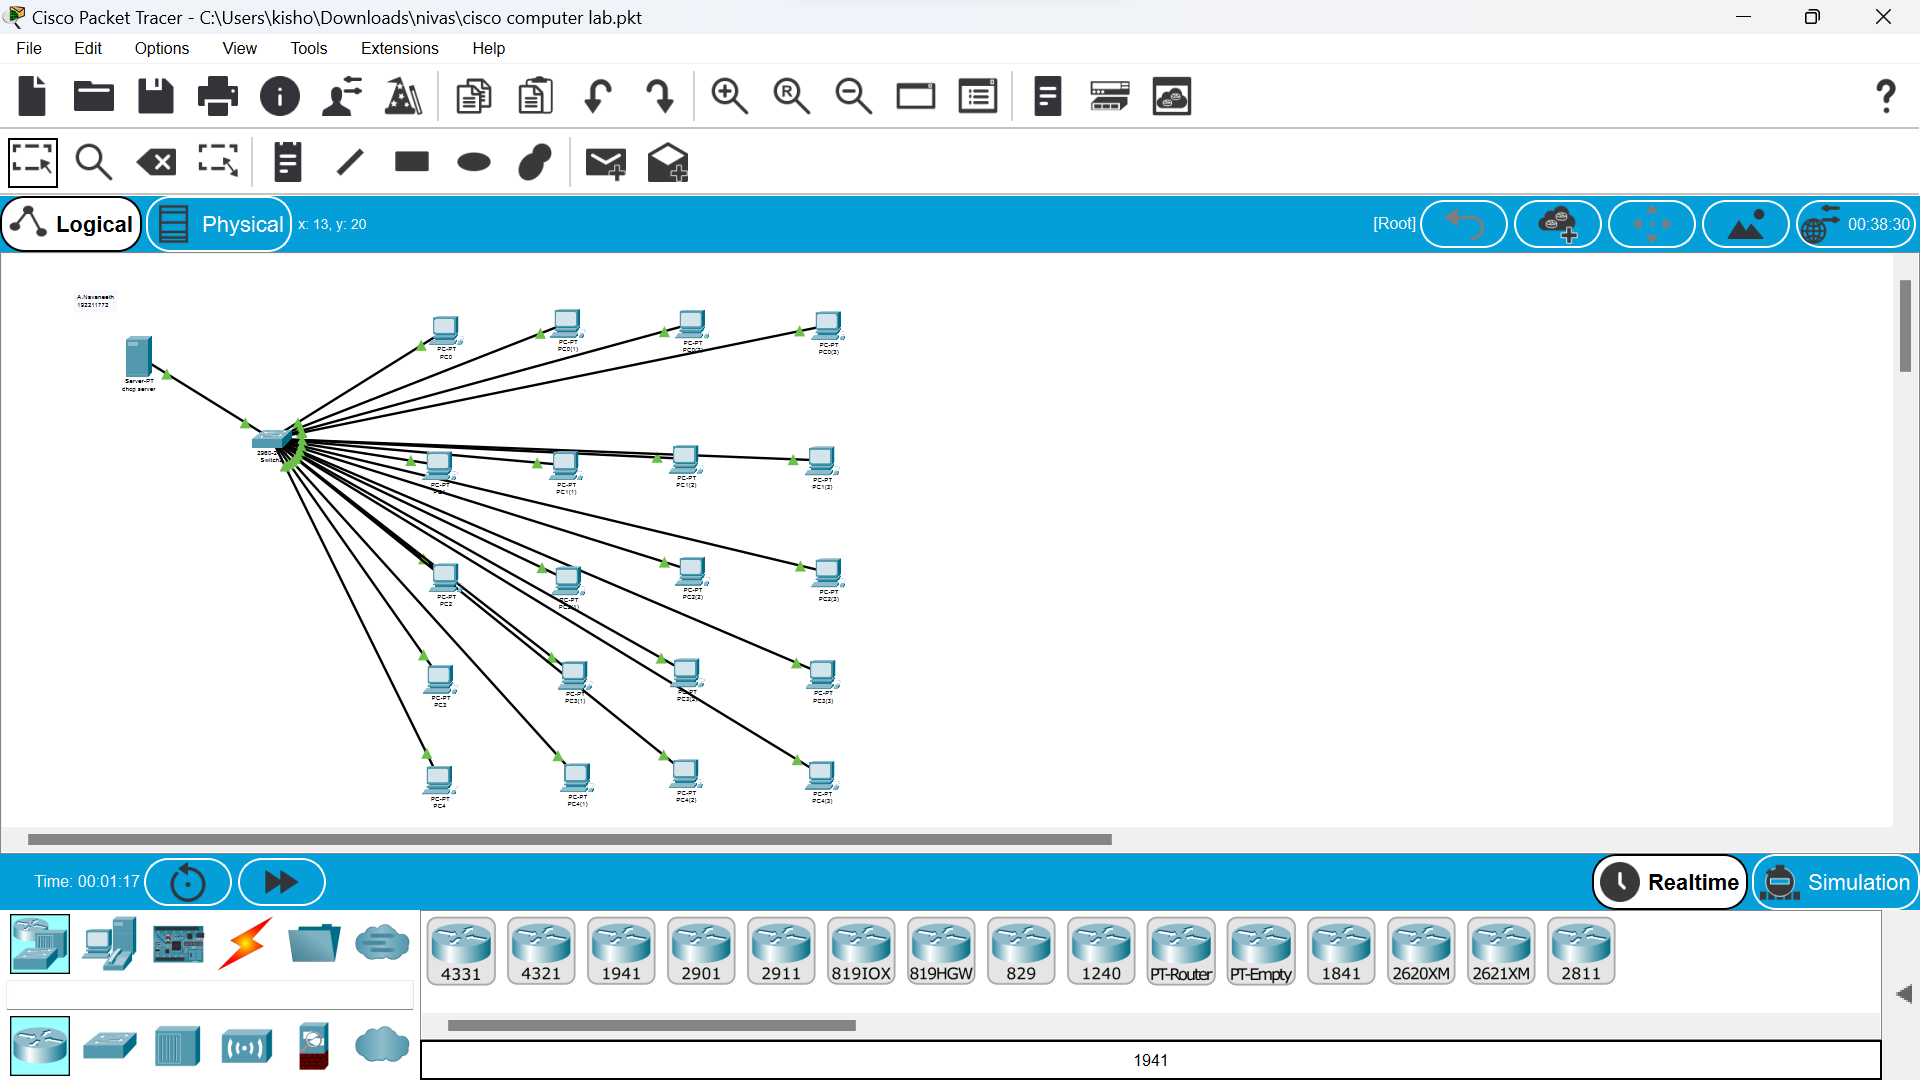 Cisco Packet Tracer - C:\Users\kisho\Downloads\nivas\cisco computer lab.pkt
File Edit Options View Tools Extensions Help
Logical Physical x: 13, y: 20 [Root] 00:38:30
A.Navaneeth
192211772
Server-PT
dhcp server
Switch
PC-PT
PC0
PC-PT
PC0(1)
PC-PT
PC-PT
PC0(3)
PC-PT
PC-PT
PC1(1)
PC-PT
PC1(2)
PC-PT
PC1(3)
PC-PT
PC2
PC-PT
PC2(1)
PC-PT
PC2(2)
PC-PT
PC2(3)
PC-PT
PC3
PC-PT
PC3(1)
PC-PT
PC3(2)
PC-PT
PC3(3)
PC-PT
PC4
PC-PT
PC4(1)
PC-PT
PC4(2)
PC-PT
PC4(3)
Time: 00:01:17 Realtime Simulation
4331 4321 1941 2901 2911 819IOX 819HGW 829 1240 PT-Router PT-Empty 1841 2620XM 2621XM 2811
1941